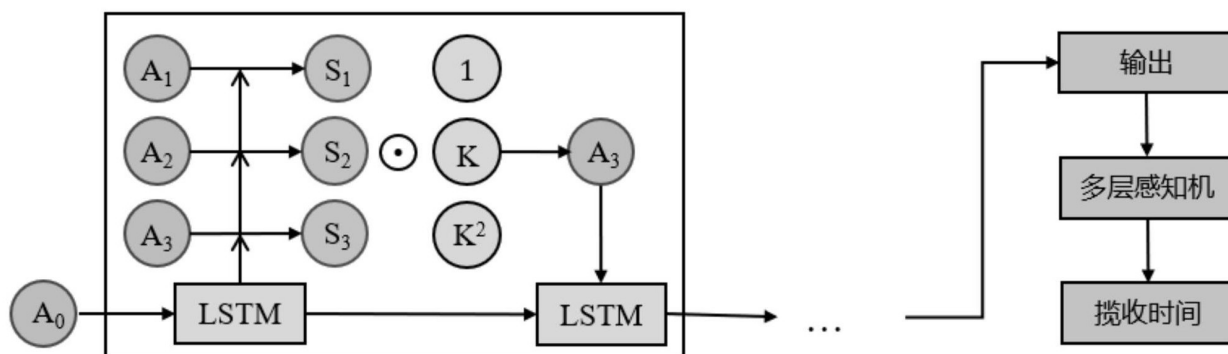 A₁ S₁ 1 输出
A₂ S₂ K A₃ 多层感知机
A₃ S₃ K²
A₀ LSTM LSTM … 揽收时间